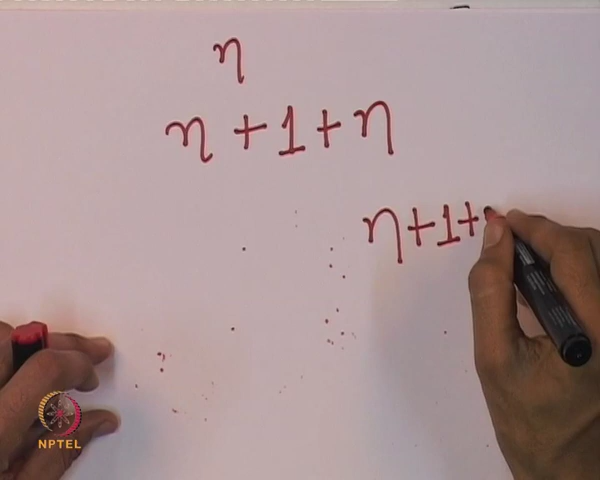 η
η + 1 + η
η + 1 +
NPTEL